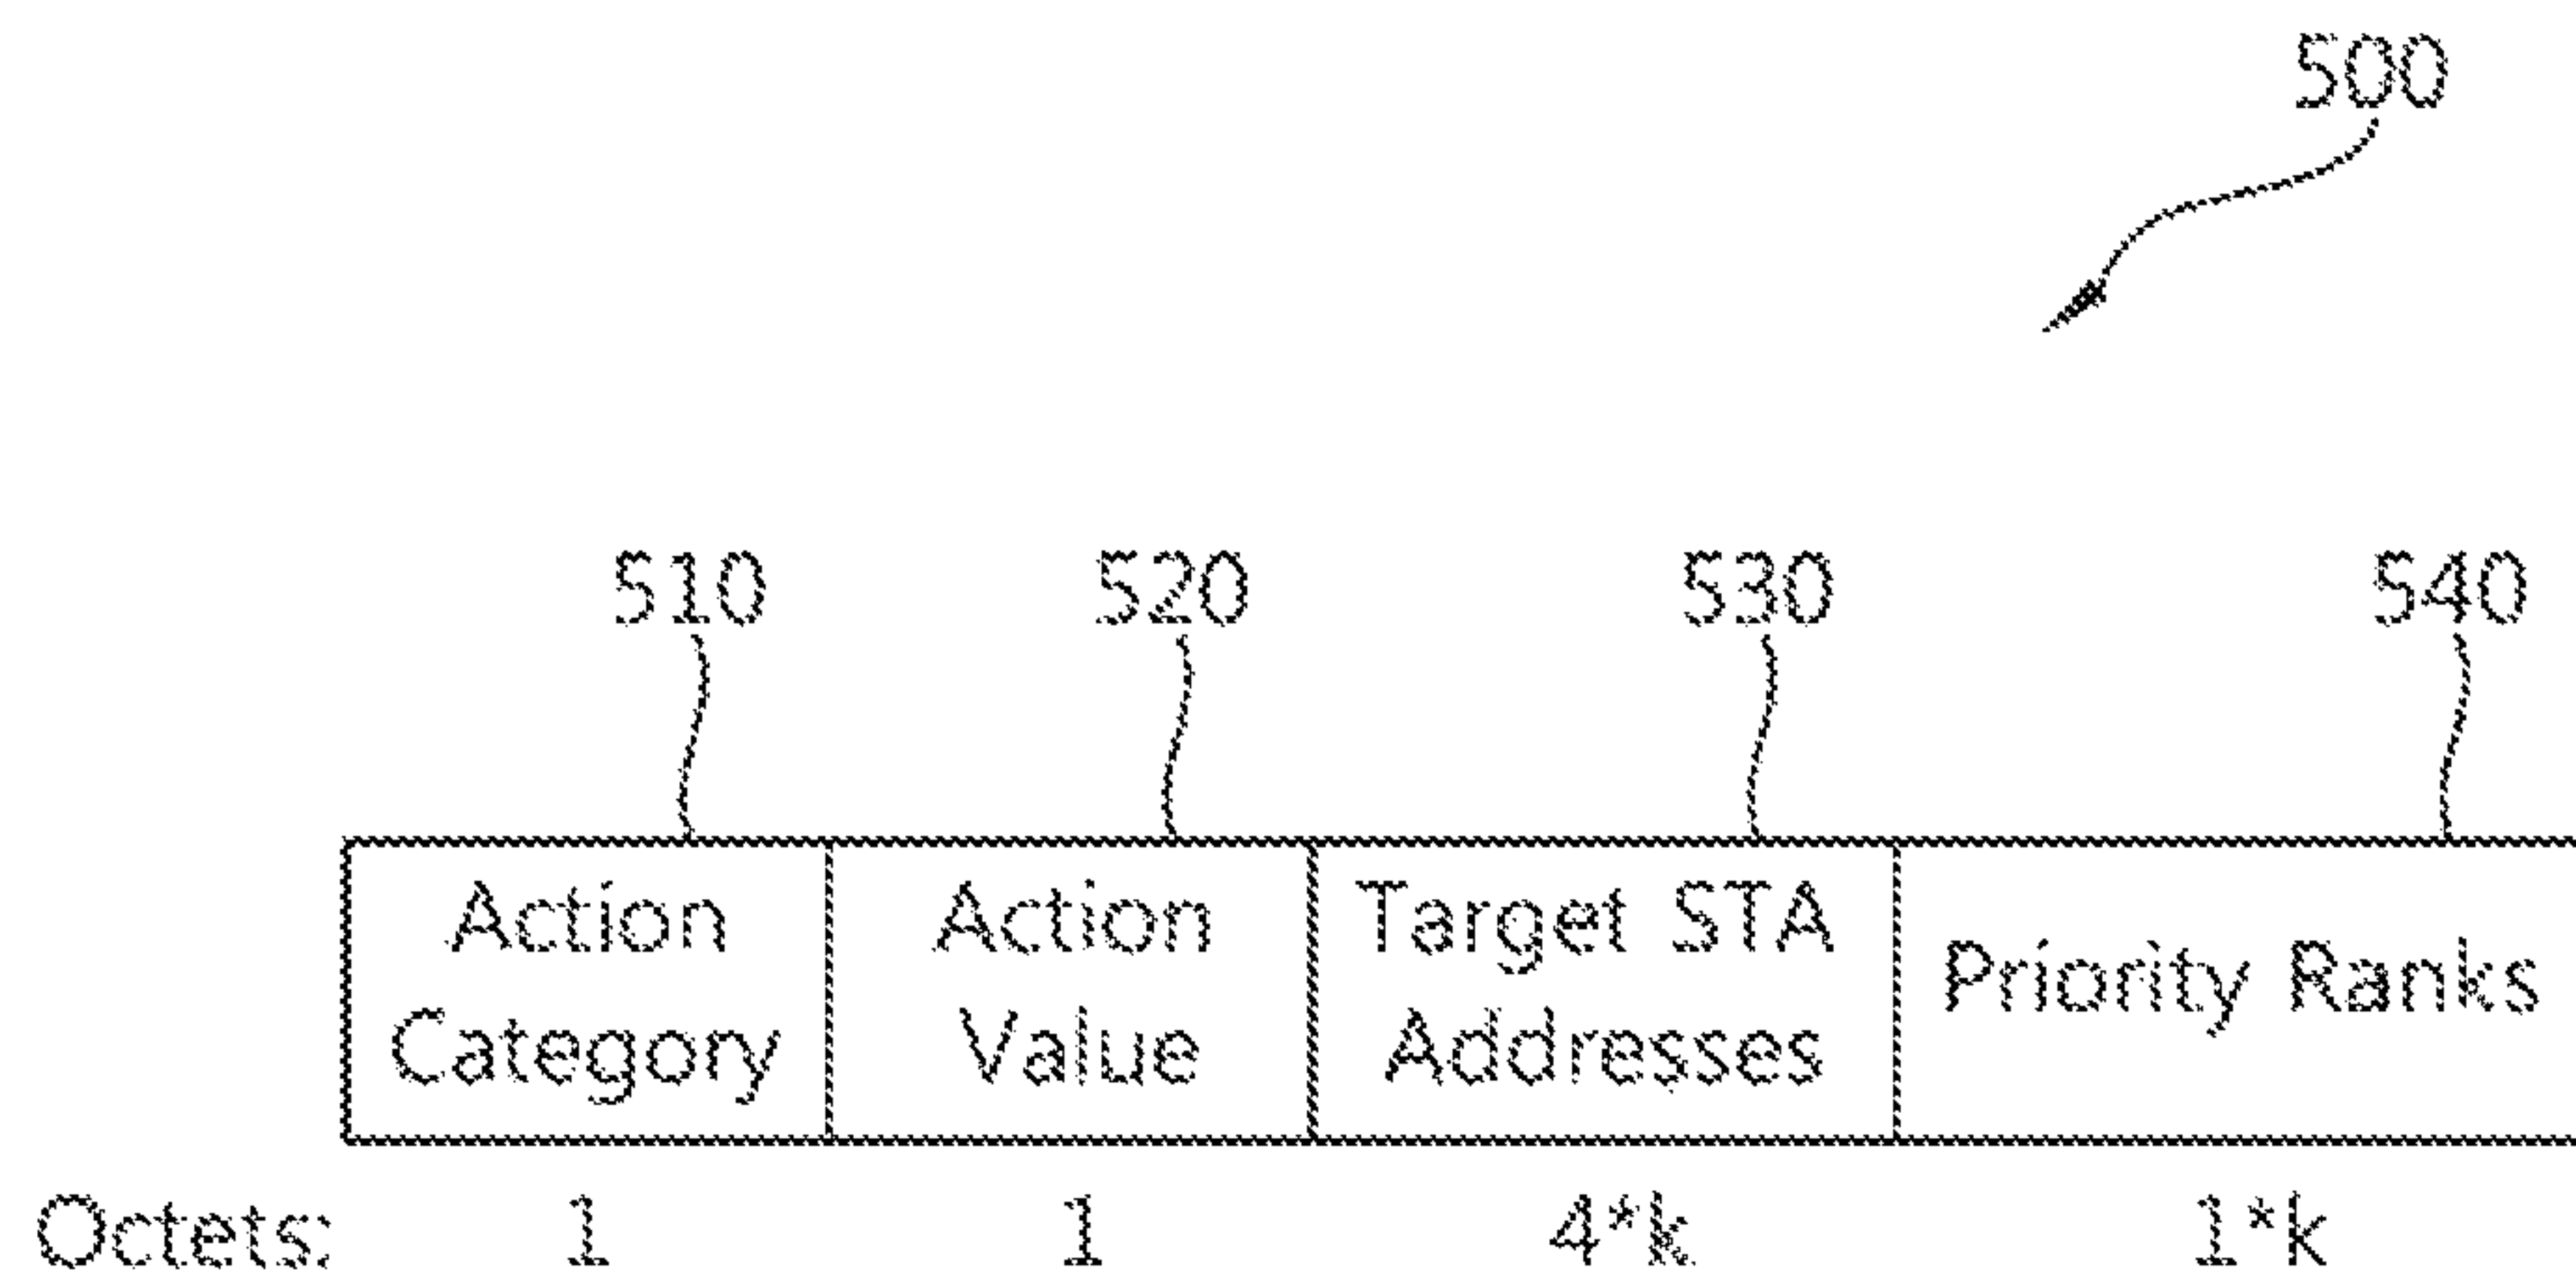 500
510 520 530 540
Action Category
Action Value
Target STA Addresses
Priority Ranks
Octets: 1 1 4*k 1*k